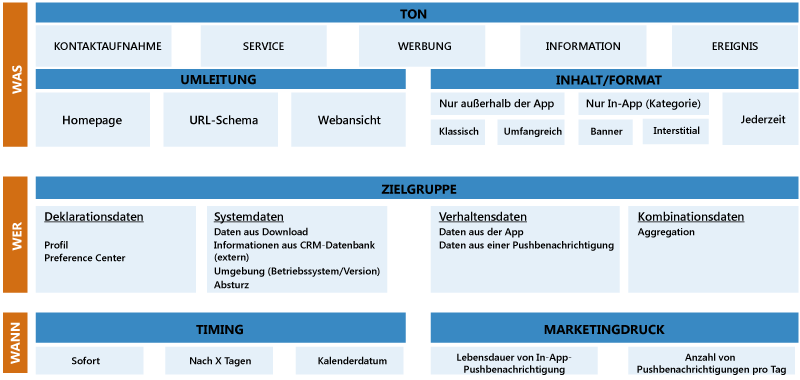 WAS
TON
KONTAKTAUFNAHME
SERVICE
WERBUNG
INFORMATION
EREIGNIS
UMLEITUNG
Homepage
URL-Schema
Webansicht
INHALT/FORMAT
Nur außerhalb der App
Klassisch
Umfangreich
Nur In-App (Kategorie)
Banner
Interstitial
Jederzeit
WER
ZIELGRUPPE
Deklarationsdaten
Profil
Preference Center
Systemdaten
Daten aus Download
Informationen aus CRM-Datenbank
(extern)
Umgebung (Betriebssystem/Version)
Absturz
Verhaltensdaten
Daten aus der App
Daten aus einer Pushbenachrichtigung
Kombinationsdaten
Aggregation
WANN
TIMING
Sofort
Nach X Tagen
Kalenderdatum
MARKETINGDRUCK
Lebensdauer von In-App-
Pushbenachrichtigung
Anzahl von
Pushbenachrichtigungen pro Tag